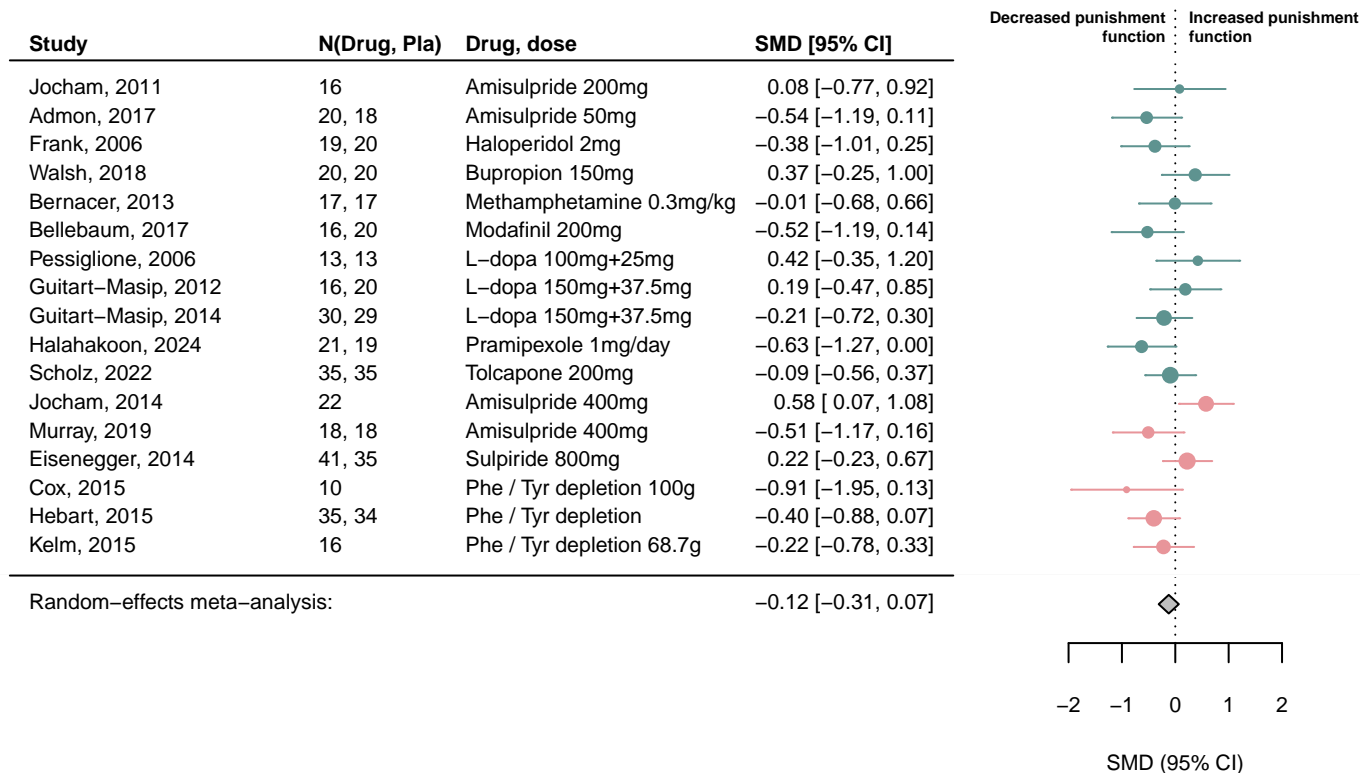 Decreased punishment function
Increased punishment function
Study N(Drug, Pla) Drug, dose SMD [95% CI]
Jocham, 2011 16 Amisulpride 200mg 0.08 [−0.77, 0.92]
Admon, 2017 20, 18 Amisulpride 50mg −0.54 [−1.19, 0.11]
Frank, 2006 19, 20 Haloperidol 2mg −0.38 [−1.01, 0.25]
Walsh, 2018 20, 20 Bupropion 150mg 0.37 [−0.25, 1.00]
Bernacer, 2013 17, 17 Methamphetamine 0.3mg/kg −0.01 [−0.68, 0.66]
Bellebaum, 2017 16, 20 Modafinil 200mg −0.52 [−1.19, 0.14]
Pessiglione, 2006 13, 13 L−dopa 100mg+25mg 0.42 [−0.35, 1.20]
Guitart−Masip, 2012 16, 20 L−dopa 150mg+37.5mg 0.19 [−0.47, 0.85]
Guitart−Masip, 2014 30, 29 L−dopa 150mg+37.5mg −0.21 [−0.72, 0.30]
Halahakoon, 2024 21, 19 Pramipexole 1mg/day −0.63 [−1.27, 0.00]
Scholz, 2022 35, 35 Tolcapone 200mg −0.09 [−0.56, 0.37]
Jocham, 2014 22 Amisulpride 400mg 0.58 [ 0.07, 1.08]
Murray, 2019 18, 18 Amisulpride 400mg −0.51 [−1.17, 0.16]
Eisenegger, 2014 41, 35 Sulpiride 800mg 0.22 [−0.23, 0.67]
Cox, 2015 10 Phe / Tyr depletion 100g −0.91 [−1.95, 0.13]
Hebart, 2015 35, 34 Phe / Tyr depletion −0.40 [−0.88, 0.07]
Kelm, 2015 16 Phe / Tyr depletion 68.7g −0.22 [−0.78, 0.33]
Random−effects meta−analysis: −0.12 [−0.31, 0.07]
−2 −1 0 1 2
SMD (95% CI)